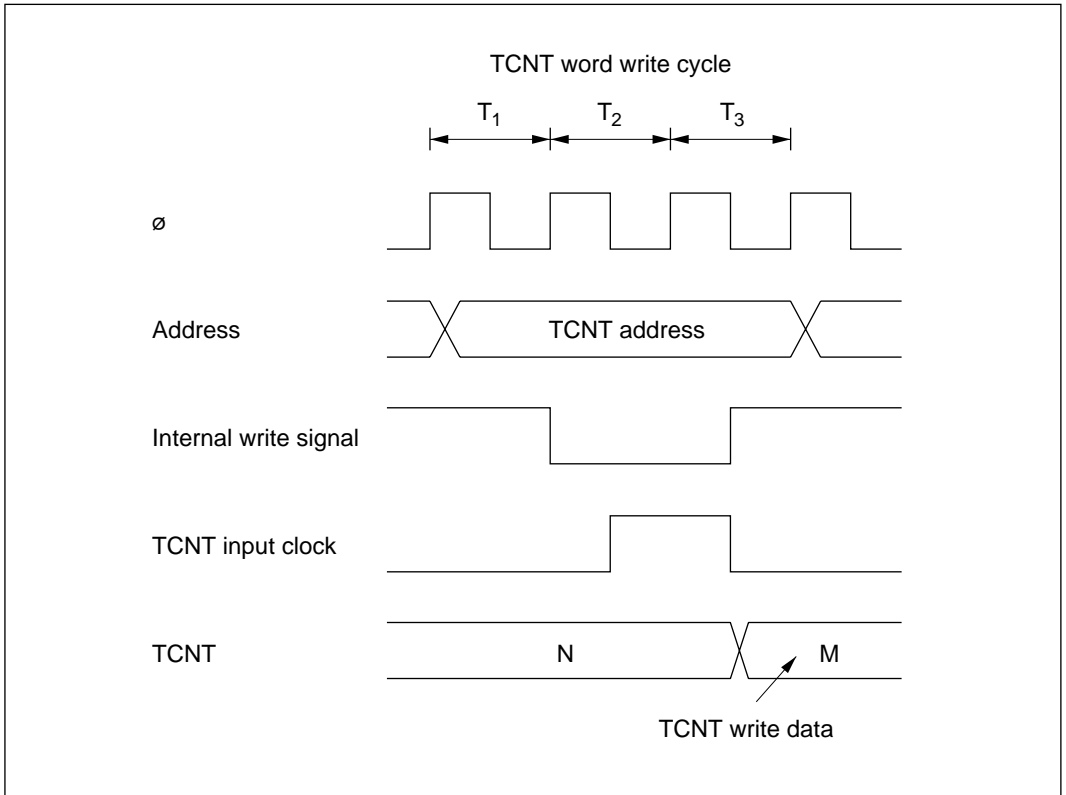 TCNT word write cycle
T1 T2 T3
ø
Address TCNT address
Internal write signal
TCNT input clock
TCNT N M
TCNT write data